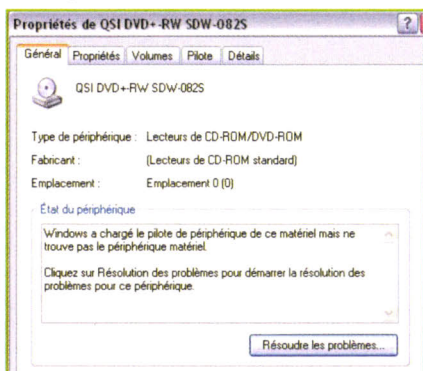 Propriétés de QSI DVD+-RW SDW-082S
Général Propriétés Volumes Pilote Détails
QSI DVD+-RW SDW-082S
Type de périphérique : Lecteurs de CD-ROM/DVD-ROM
Fabricant : (Lecteurs de CD-ROM standard)
Emplacement : Emplacement 0 (0)
État du périphérique
Windows a chargé le pilote de périphérique de ce matériel mais ne
trouve pas le périphérique matériel.
Cliquez sur Résolution des problèmes pour démarrer la résolution des
problèmes pour ce périphérique.
Résoudre les problèmes...